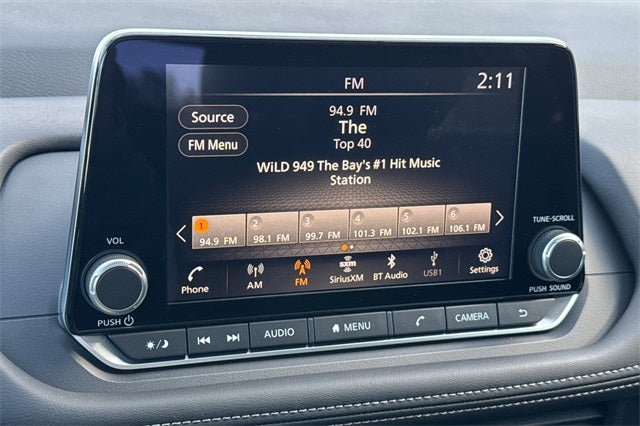 FM 2:11
Source
FM Menu
94.9 FM
The
Top 40
WiLD 949 The Bay's #1 Hit Music
Station
1 2 3 4 5 6
94.9 FM 98.1 FM 99.7 FM 101.3 FM 102.1 FM 106.1 FM
Phone AM FM SiriusXM BT Audio USB1 Settings
sxm
VOL
PUSH
TUNE·SCROLL
PUSH SOUND
AUDIO MENU CAMERA